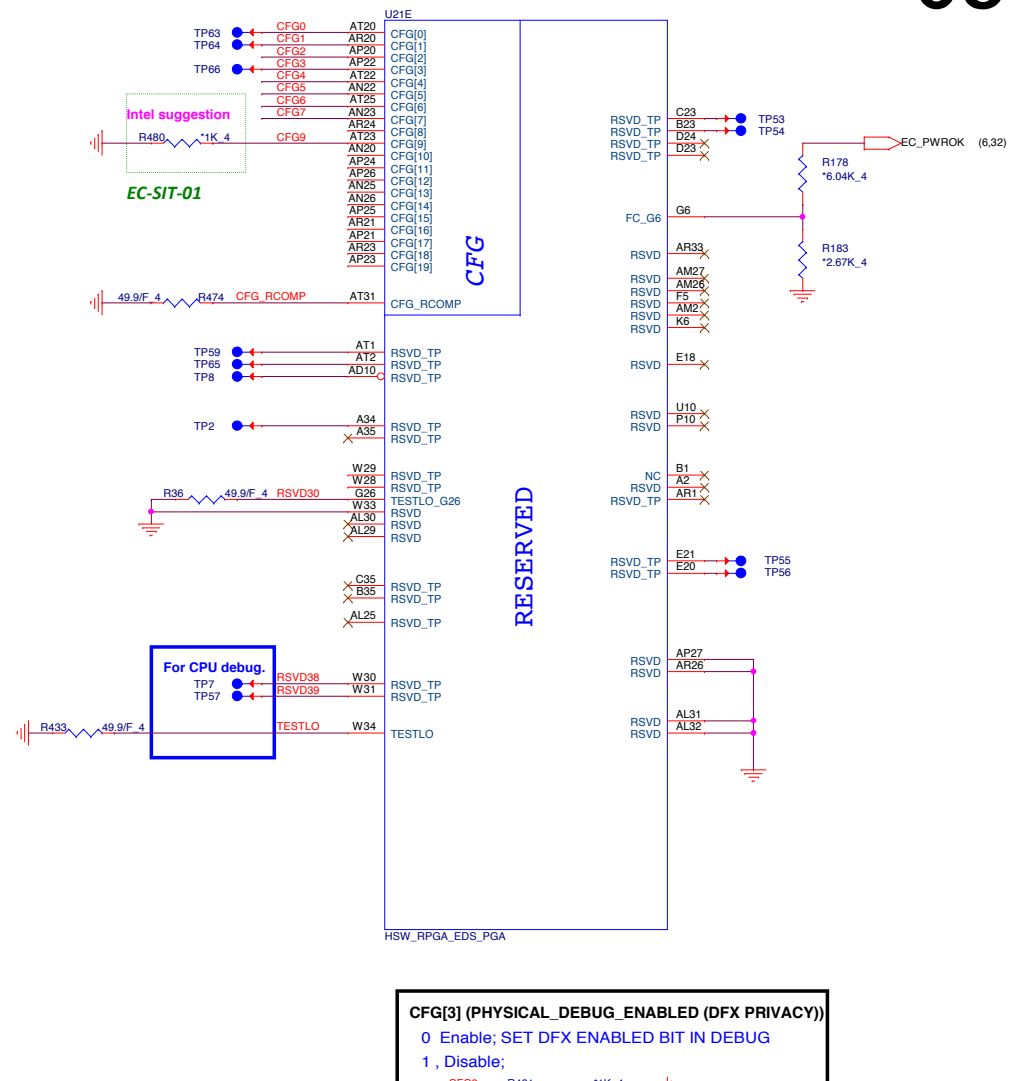 U21E
TP63 CFG0 AT20 CFG[0]
TP64 CFG1 AR20 CFG[1]
CFG2 AP20 CFG[2]
TP66 CFG3 AP22 CFG[3]
CFG4 AT22 CFG[4]
CFG5 AN22 CFG[5]
CFG6 AT25 CFG[6]
CFG7 AN23 CFG[7]
AR24 CFG[8]
Intel suggestion
R480 *1K_4 CFG9 AT23 CFG[9]
AN20 CFG[10]
AP24 CFG[11]
AP26 CFG[12]
AN25 CFG[13]
AN26 CFG[14]
AP25 CFG[15]
AR21 CFG[16]
AP21 CFG[17]
AR23 CFG[18]
AP23 CFG[19]
EC-SIT-01
CFG
49.9/F_4 R474 CFG_RCOMP AT31 CFG_RCOMP
TP59 AT1 RSVD_TP
TP65 AT2 RSVD_TP
TP8 AD10 RSVD_TP
TP2 A34 RSVD_TP
A35 RSVD_TP
W29 RSVD_TP
W28 RSVD_TP
R36 49.9/F_4 RSVD30 G26 TESTLO_G26
W33 RSVD
AL30 RSVD
AL29 RSVD
C35 RSVD_TP
B35 RSVD_TP
AL25 RSVD_TP
For CPU debug.
TP7 RSVD38 W30 RSVD_TP
TP57 RSVD39 W31 RSVD_TP
R433 49.9/F_4 TESTLO W34 TESTLO
RESERVED
RSVD_TP C23 TP53
RSVD_TP B23 TP54
RSVD_TP D24
RSVD_TP D23
EC_PWROK (6,32)
R178
*6.04K_4
FC_G6 G6
R183
*2.67K_4
RSVD AR33
RSVD AM27
RSVD AM26
RSVD F5
RSVD AM2
RSVD K6
RSVD E18
RSVD U10
RSVD P10
NC B1
RSVD A2
RSVD_TP AR1
RSVD_TP E21 TP55
RSVD_TP E20 TP56
RSVD AP27
RSVD AR26
RSVD AL31
RSVD AL32
HSW_RPGA_EDS_PGA
CFG[3] (PHYSICAL_DEBUG_ENABLED (DFX PRIVACY))
0 Enable; SET DFX ENABLED BIT IN DEBUG
1 , Disable;